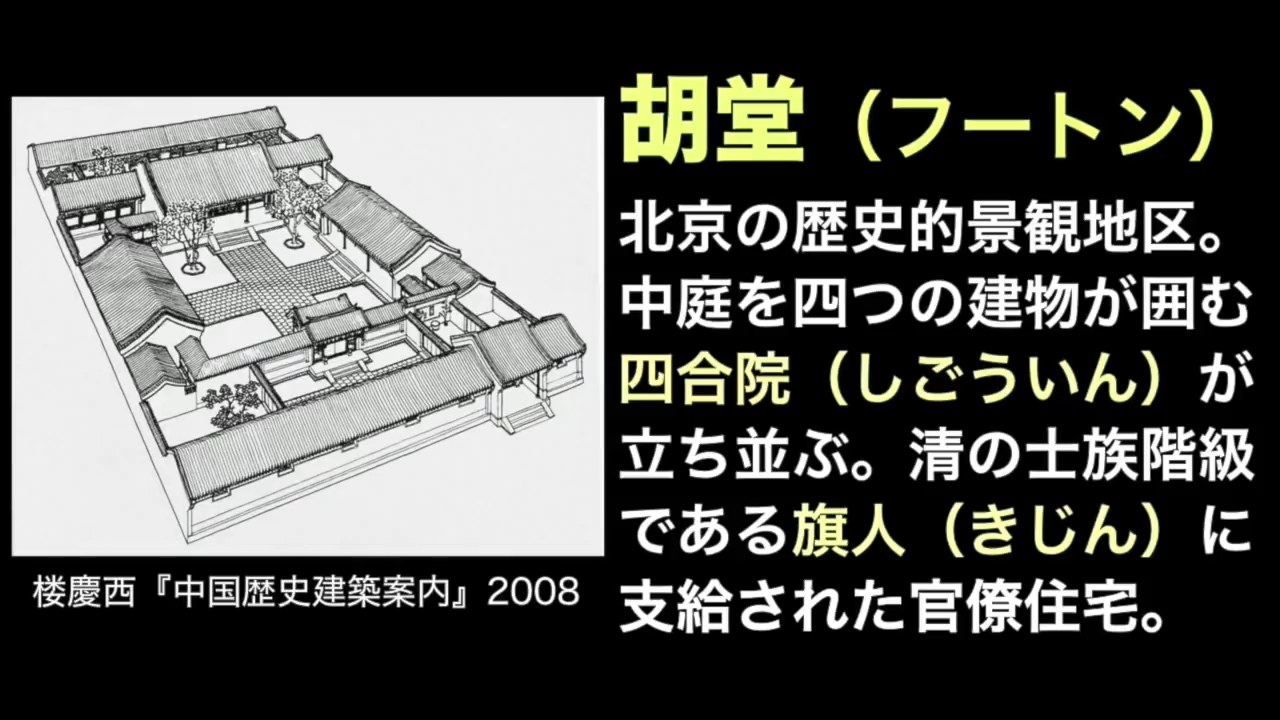 胡堂（フートン）
北京の歴史的景観地区。
中庭を四つの建物が囲む
四合院（しごういん）が
立ち並ぶ。清の士族階級
である旗人（きじん）に
支給された官僚住宅。
楼慶西『中国歴史建築案内』2008